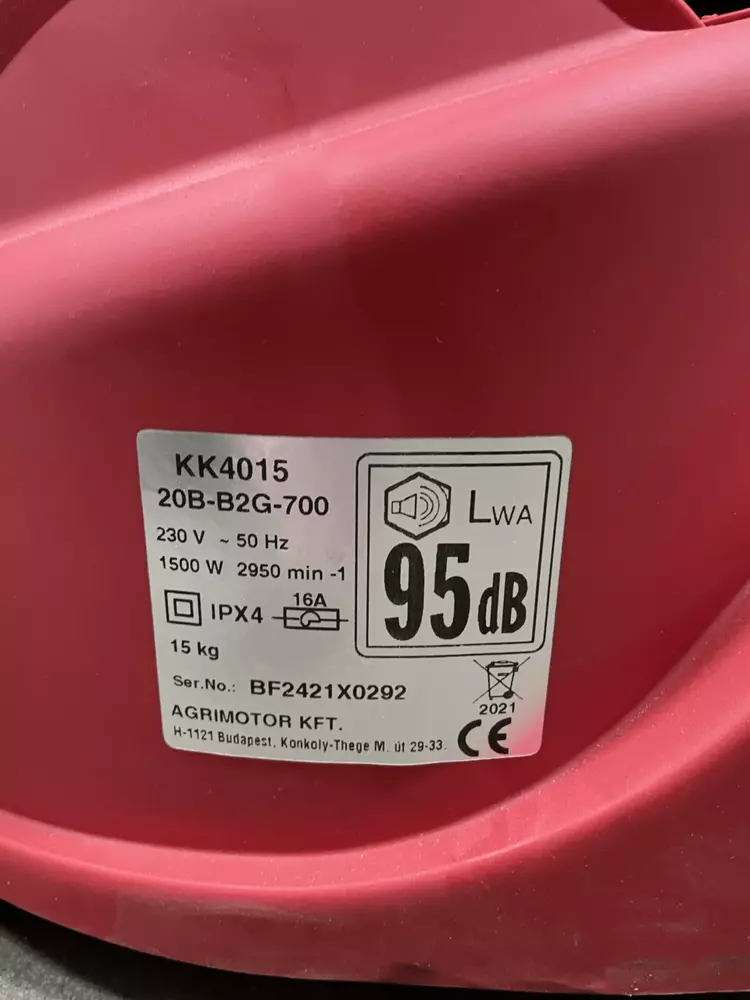 KK4015
20B-B2G-700
230 V ~ 50 Hz
1500 W 2950 min -1
IPX4 16A
15 kg
LWA
95dB
Ser.No.: BF2421X0292
2021
AGRIMOTOR KFT.
H-1121 Budapest, Konkoly-Thege M. út 29-33.
CE